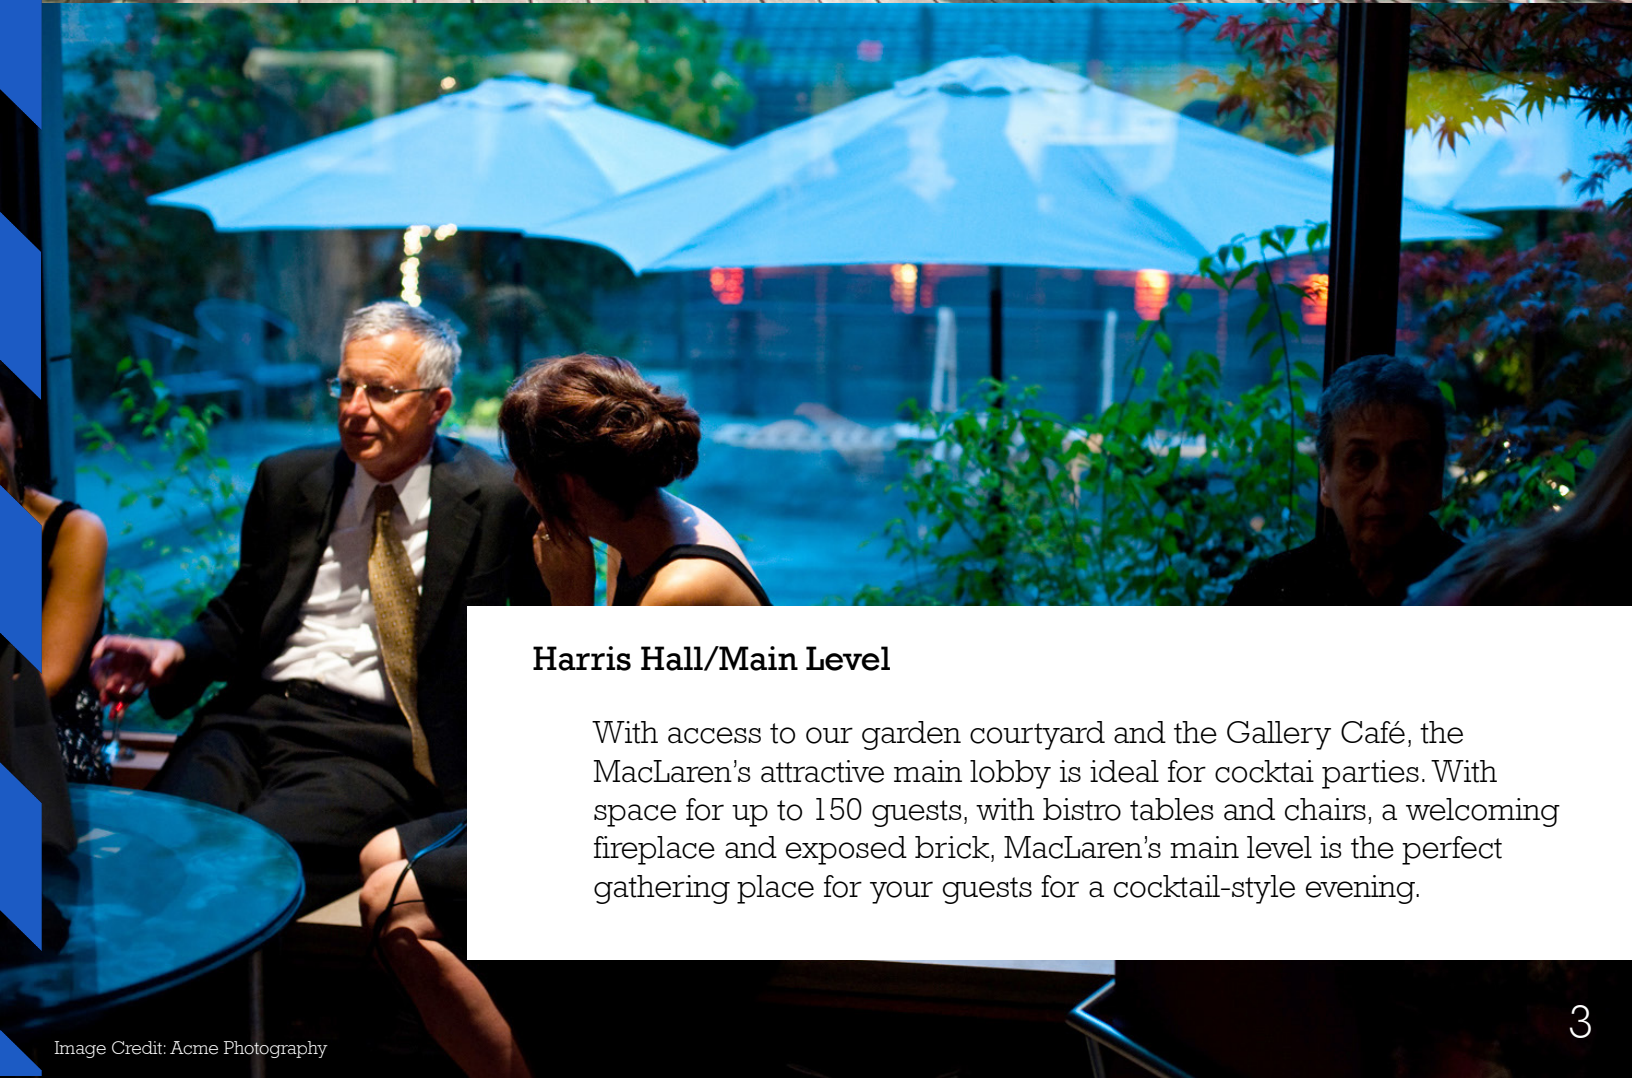 Harris Hall/Main Level
With access to our garden courtyard and the Gallery Café, the
MacLaren’s attractive main lobby is ideal for cocktai parties. With
space for up to 150 guests, with bistro tables and chairs, a welcoming
fireplace and exposed brick, MacLaren’s main level is the perfect
gathering place for your guests for a cocktail-style evening.
3
Image Credit: Acme Photography